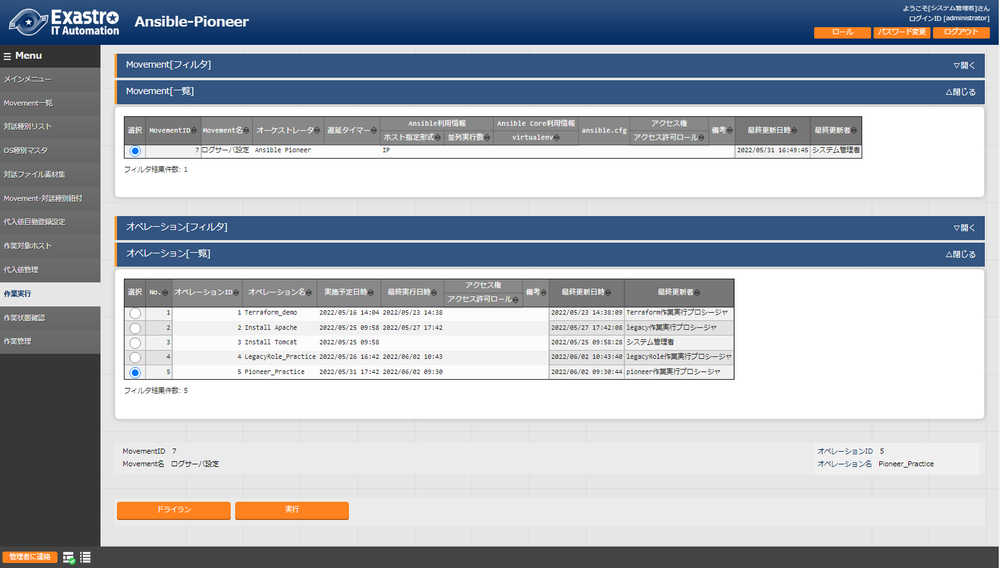 Exastro
IT Automation
Ansible-Pioneer
ようこそ[システム管理者]さん
ログインID [administrator]
ロール パスワード変更 ログアウト
Menu
メインメニュー
Movement一覧
対話種別リスト
OS種別マスタ
対話ファイル素材集
Movement-対話種別紐付
代入値自動登録設定
作業対象ホスト
代入値管理
作業実行
作業状態確認
作業管理
Movement[フィルタ] ▽開く
Movement[一覧] △閉じる
選択 MovementID Movement名 オーケストレータ 遅延タイマー Ansible利用情報 Ansible Core利用情報 ansible.cfg アクセス権 備考 最終更新日時 最終更新者
ホスト指定形式 並列実行数 virtualenv アクセス許可ロール
7 ログサーバ設定 Ansible Pioneer IP 2022/05/31 16:49:45 システム管理者
フィルタ結果件数: 1
オペレーション[フィルタ] ▽開く
オペレーション[一覧] △閉じる
選択 No. オペレーションID オペレーション名 実施予定日時 最終実行日時 アクセス権 備考 最終更新日時 最終更新者
アクセス許可ロール
1 1 Terraform_demo 2022/05/16 14:04 2022/05/23 14:38 2022/05/23 14:38:09 Terraform作業実行プロシージャ
2 2 Install Apache 2022/05/25 09:58 2022/05/27 17:42 2022/05/27 17:42:08 legacy作業実行プロシージャ
3 3 Install Tomcat 2022/05/25 09:58 2022/05/25 09:58:28 システム管理者
4 4 LegacyRole_Practice 2022/05/26 16:42 2022/06/02 10:43 2022/06/02 10:43:40 legacyRole作業実行プロシージャ
5 5 Pioneer_Practice 2022/05/31 17:42 2022/06/02 09:30 2022/06/02 09:30:44 pioneer作業実行プロシージャ
フィルタ結果件数: 5
MovementID 7 オペレーションID 5
Movement名 ログサーバ設定 オペレーション名 Pioneer_Practice
ドライラン 実行
管理者に連絡